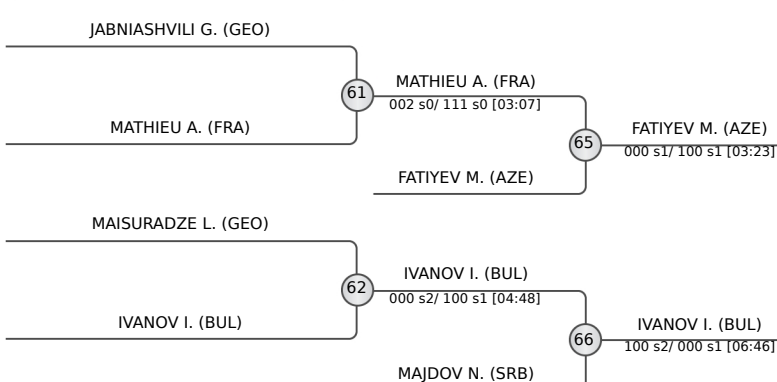 JABNIASHVILI G. (GEO)
61
MATHIEU A. (FRA)
002 s0/ 111 s0 [03:07]
MATHIEU A. (FRA)
65
FATIYEV M. (AZE)
000 s1/ 100 s1 [03:23]
FATIYEV M. (AZE)
MAISURADZE L. (GEO)
62
IVANOV I. (BUL)
000 s2/ 100 s1 [04:48]
IVANOV I. (BUL)
66
IVANOV I. (BUL)
100 s2/ 000 s1 [06:46]
MAJDOV N. (SRB)